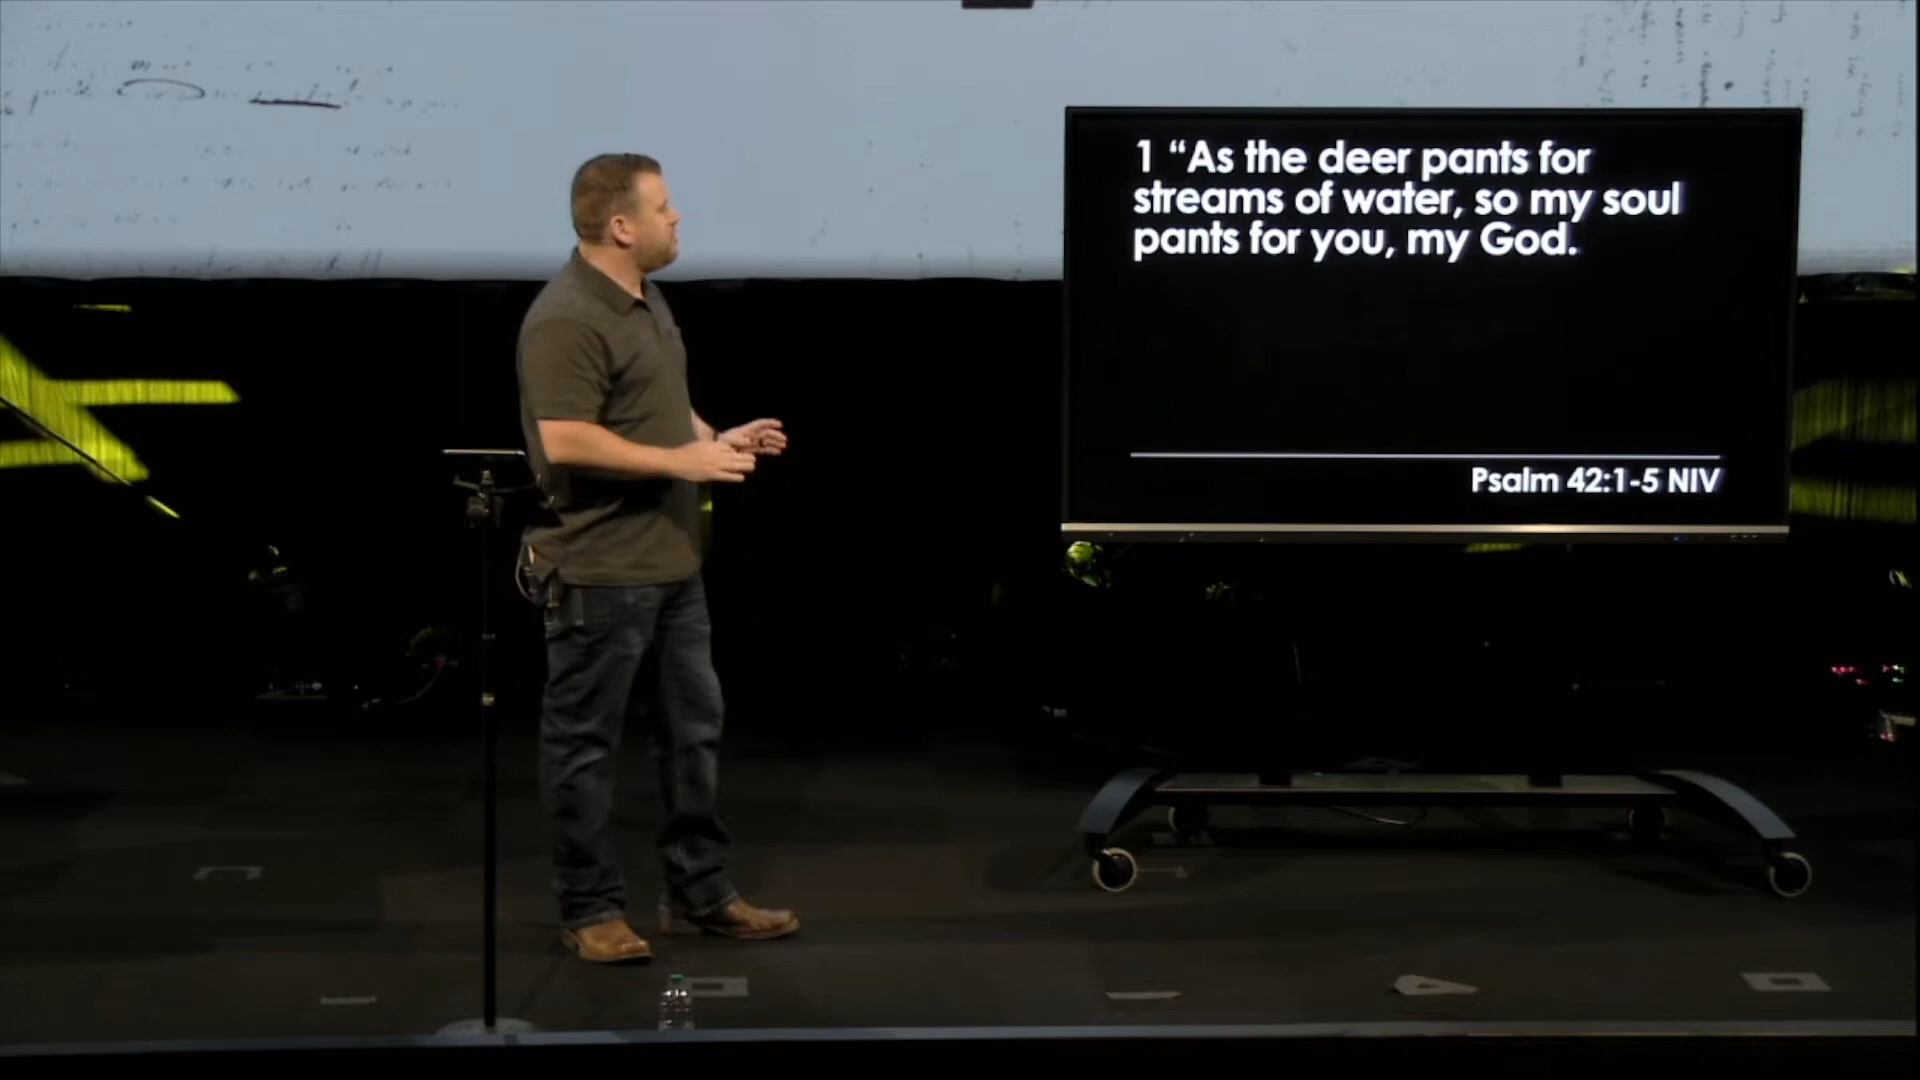 1 “As the deer pants for
streams of water, so my soul
pants for you, my God.
Psalm 42:1-5 NIV